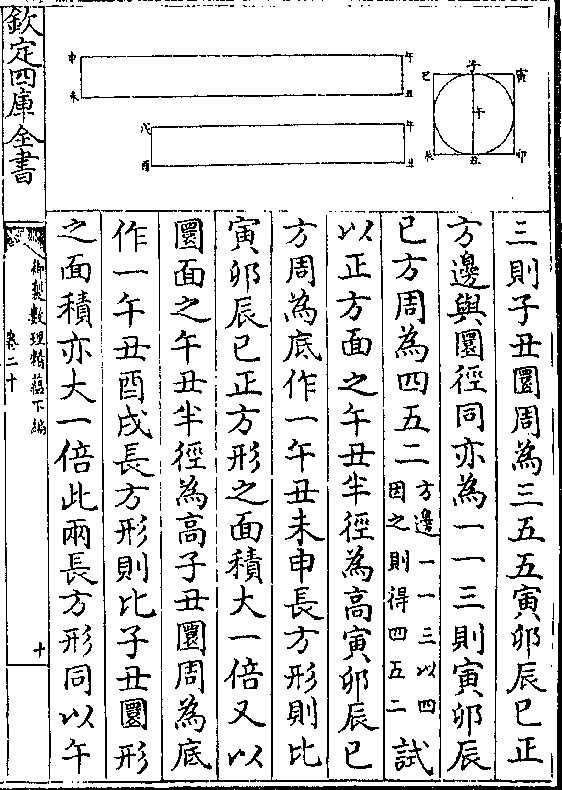 三則子丑圜周為三五五寅卯辰巳正
方邊與圜徑同亦為一一三則寅卯辰
巳方周為四五二方邊一一三以四因之則得四五二試
以正方面之午丑半徑為高寅卯辰巳
方周為底作一午丑未申長方形則比
寅卯辰巳正方形之面積大一倍又以
圜面之午丑半徑為高子丑圜周為底
作一午丑酉戌長方形則比子丑圜形
之面積亦大一倍此兩長方形同以午
欽定四庫全書
御製數理精藴下編
卷二十
十
寅
子
巳
午
卯
丑
辰
午
申
丑
未
午
戌
丑
酉